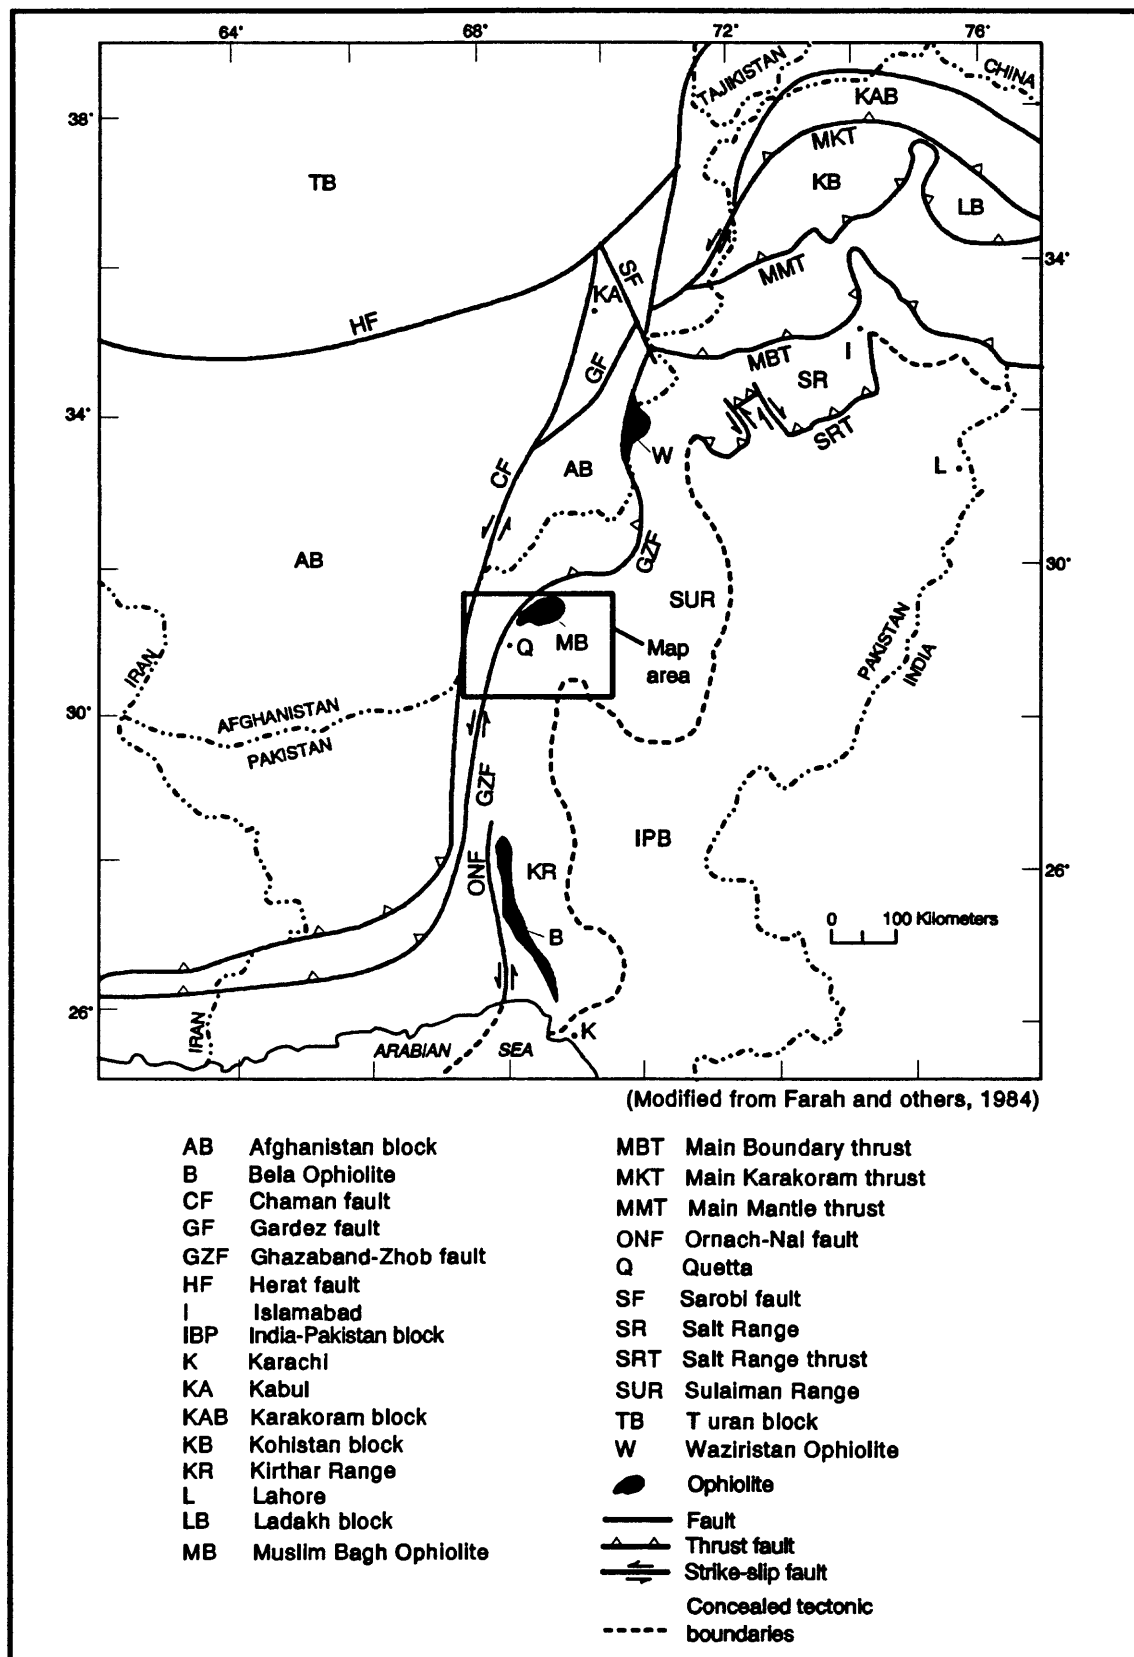 64°
68°
72°
76°
TAJIKISTAN
CHINA
KAB
38°
MKT
TB
KB
LB
34°
SF
MMT
KA
HF
MBT
I
GF
SR
34°
SRT
W
CF
AB
L
GZF
AB
30°
SUR
PAKISTAN
INDIA
MB
Q
Map
area
IRAN
30°
AFGHANISTAN
PAKISTAN
GZF
IPB
ONF
KR
26°
0 100 Kilometers
B
26°
IRAN
K
ARABIAN SEA
(Modified from Farah and others, 1984)
AB Afghanistan block
B Bela Ophiolite
CF Chaman fault
GF Gardez fault
GZF Ghazaband-Zhob fault
HF Herat fault
I Islamabad
IBP India-Pakistan block
K Karachi
KA Kabul
KAB Karakoram block
KB Kohistan block
KR Kirthar Range
L Lahore
LB Ladakh block
MB Muslim Bagh Ophiolite
MBT Main Boundary thrust
MKT Main Karakoram thrust
MMT Main Mantle thrust
ONF Ornach-Nal fault
Q Quetta
SF Sarobi fault
SR Salt Range
SRT Salt Range thrust
SUR Sulaiman Range
TB T uran block
W Waziristan Ophiolite
Ophiolite
Fault
Thrust fault
Strike-slip fault
Concealed tectonic
boundaries